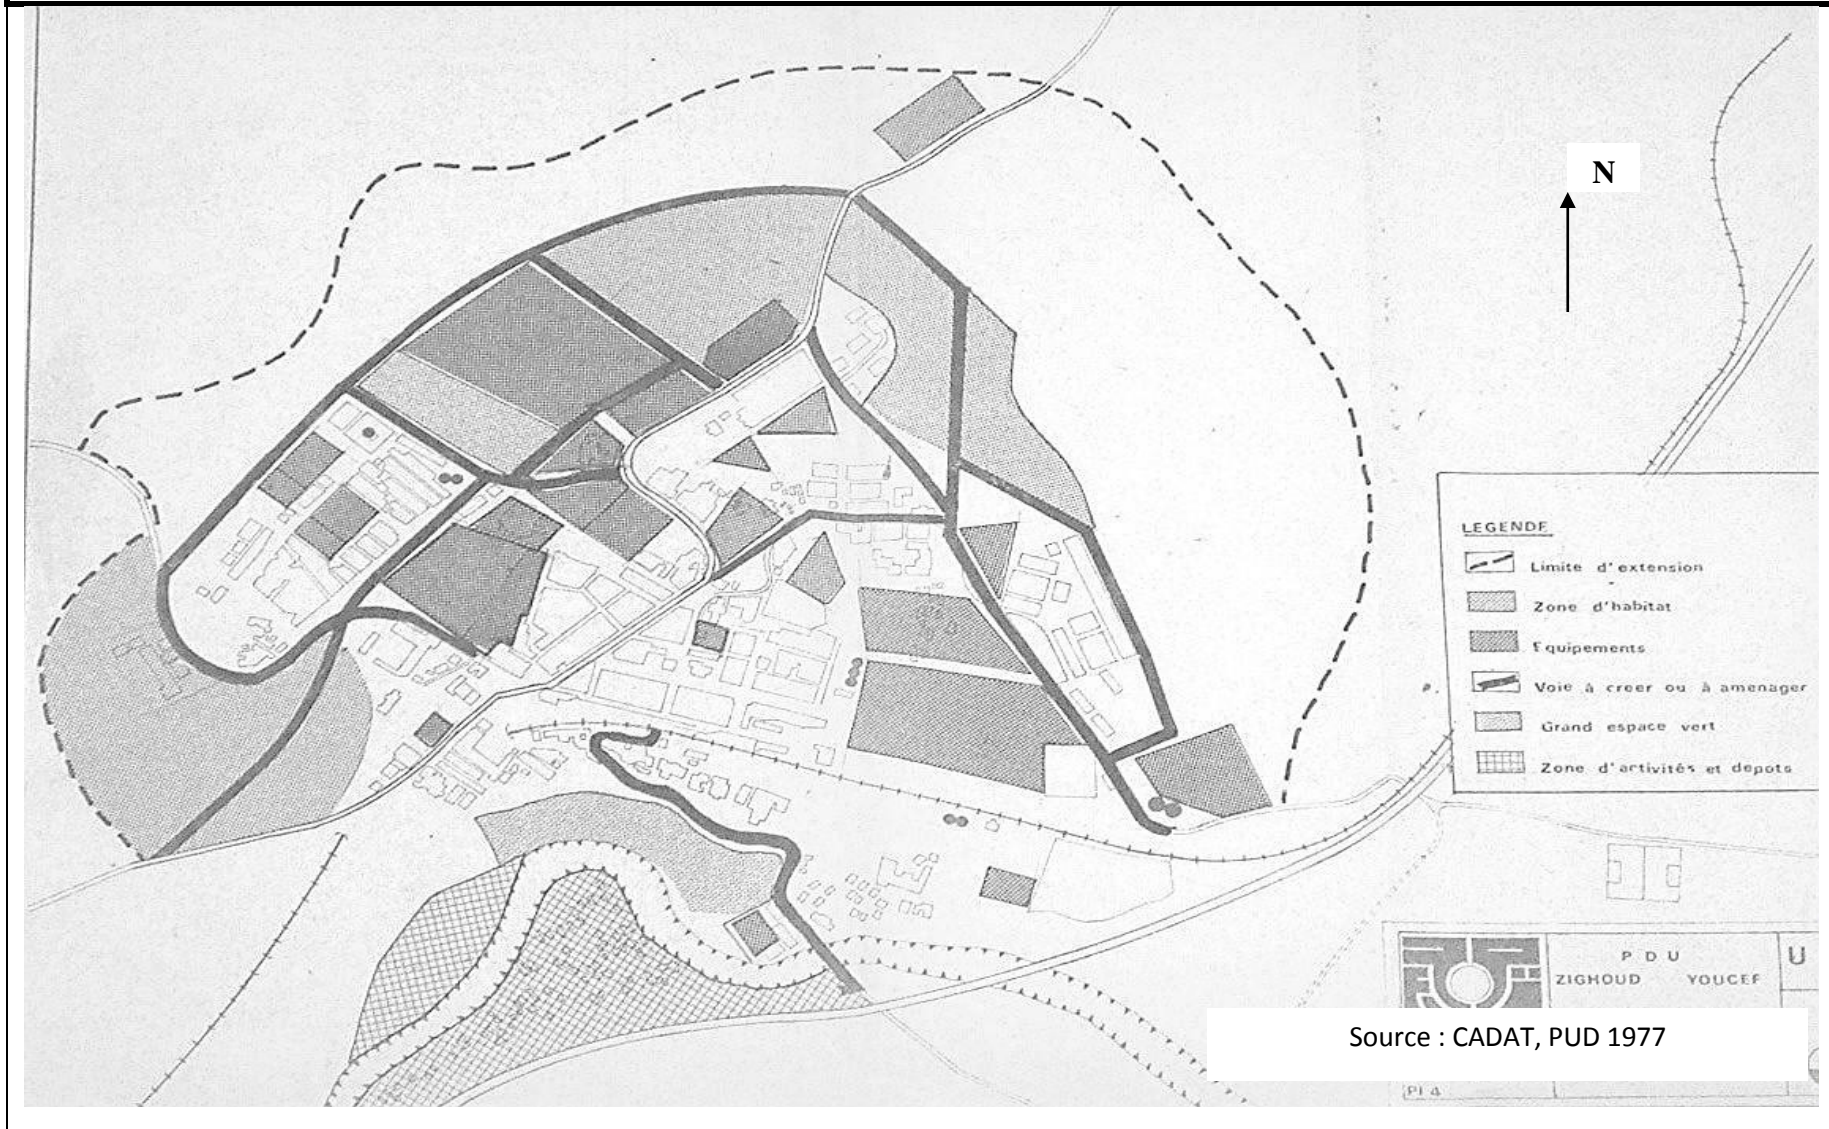 N
LEGENDE
Limite d'extension
Zone d'habitat
Equipements
Voie à creer ou à amenager
Grand espace vert
Zone d'activités et depots
P D U
ZIGHOUD YOUCEF
U
Source : CADAT, PUD 1977
Pl 4